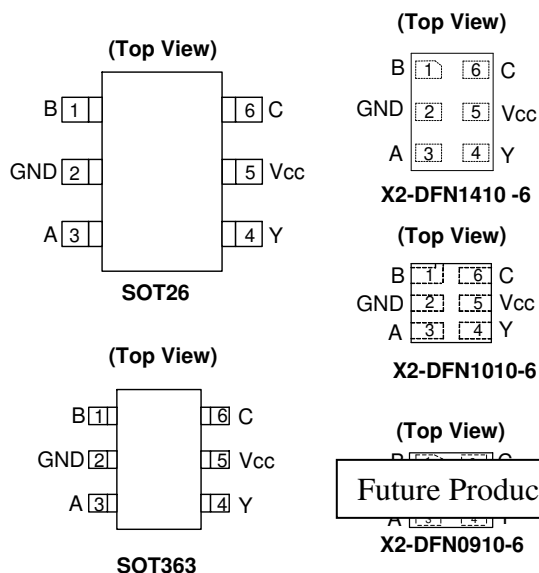 (Top View)
B 1 6 C
GND 2 5 Vcc
A 3 4 Y
SOT26
(Top View)
B 1 6 C
GND 2 5 Vcc
A 3 4 Y
SOT363
(Top View)
B 1 6 C
GND 2 5 Vcc
A 3 4 Y
X2-DFN1410 -6
(Top View)
B 1 6 C
GND 2 5 Vcc
A 3 4 Y
X2-DFN1010-6
(Top View)
Future Produc
A 3 4
X2-DFN0910-6